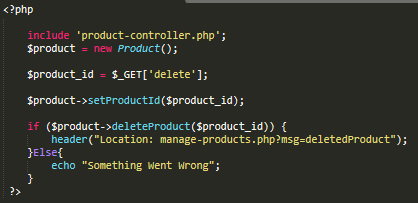 <?php
include 'product-controller.php';
$product = new Product();
$product_id = $_GET['delete'];
$product->setProductId($product_id);
if ($product->deleteProduct($product_id)) {
header("Location: manage-products.php?msg=deletedProduct");
}Else{
echo "Something Went Wrong";
}
?>